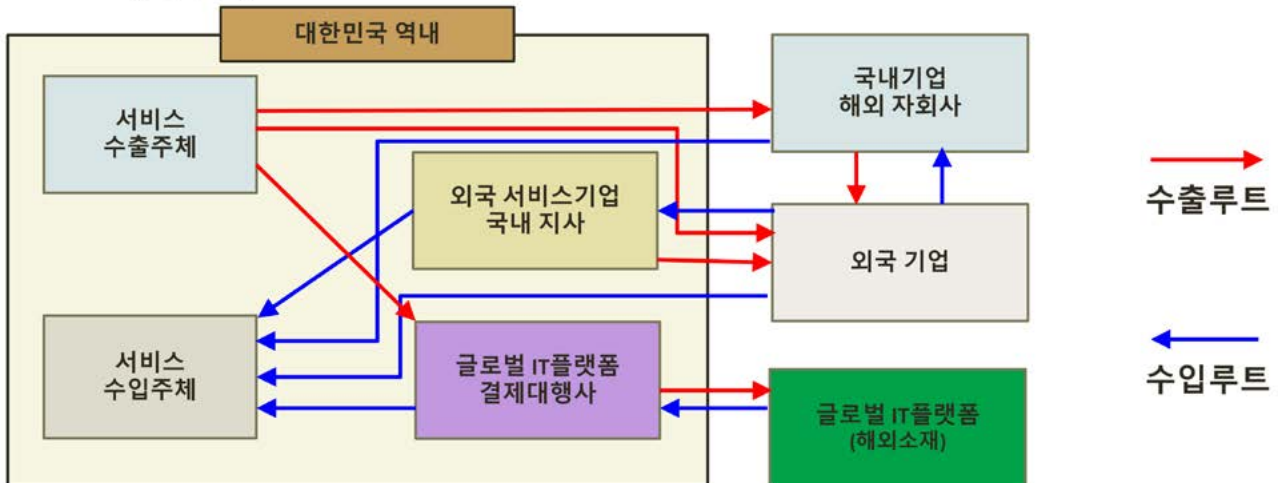 대한민국 역내
서비스
수출주체
국내기업
해외 자회사
외국 서비스기업
국내 지사
수출루트
외국 기업
서비스
수입주체
글로벌 IT플랫폼
결제대행사
수입루트
글로벌 IT플랫폼
(해외소재)